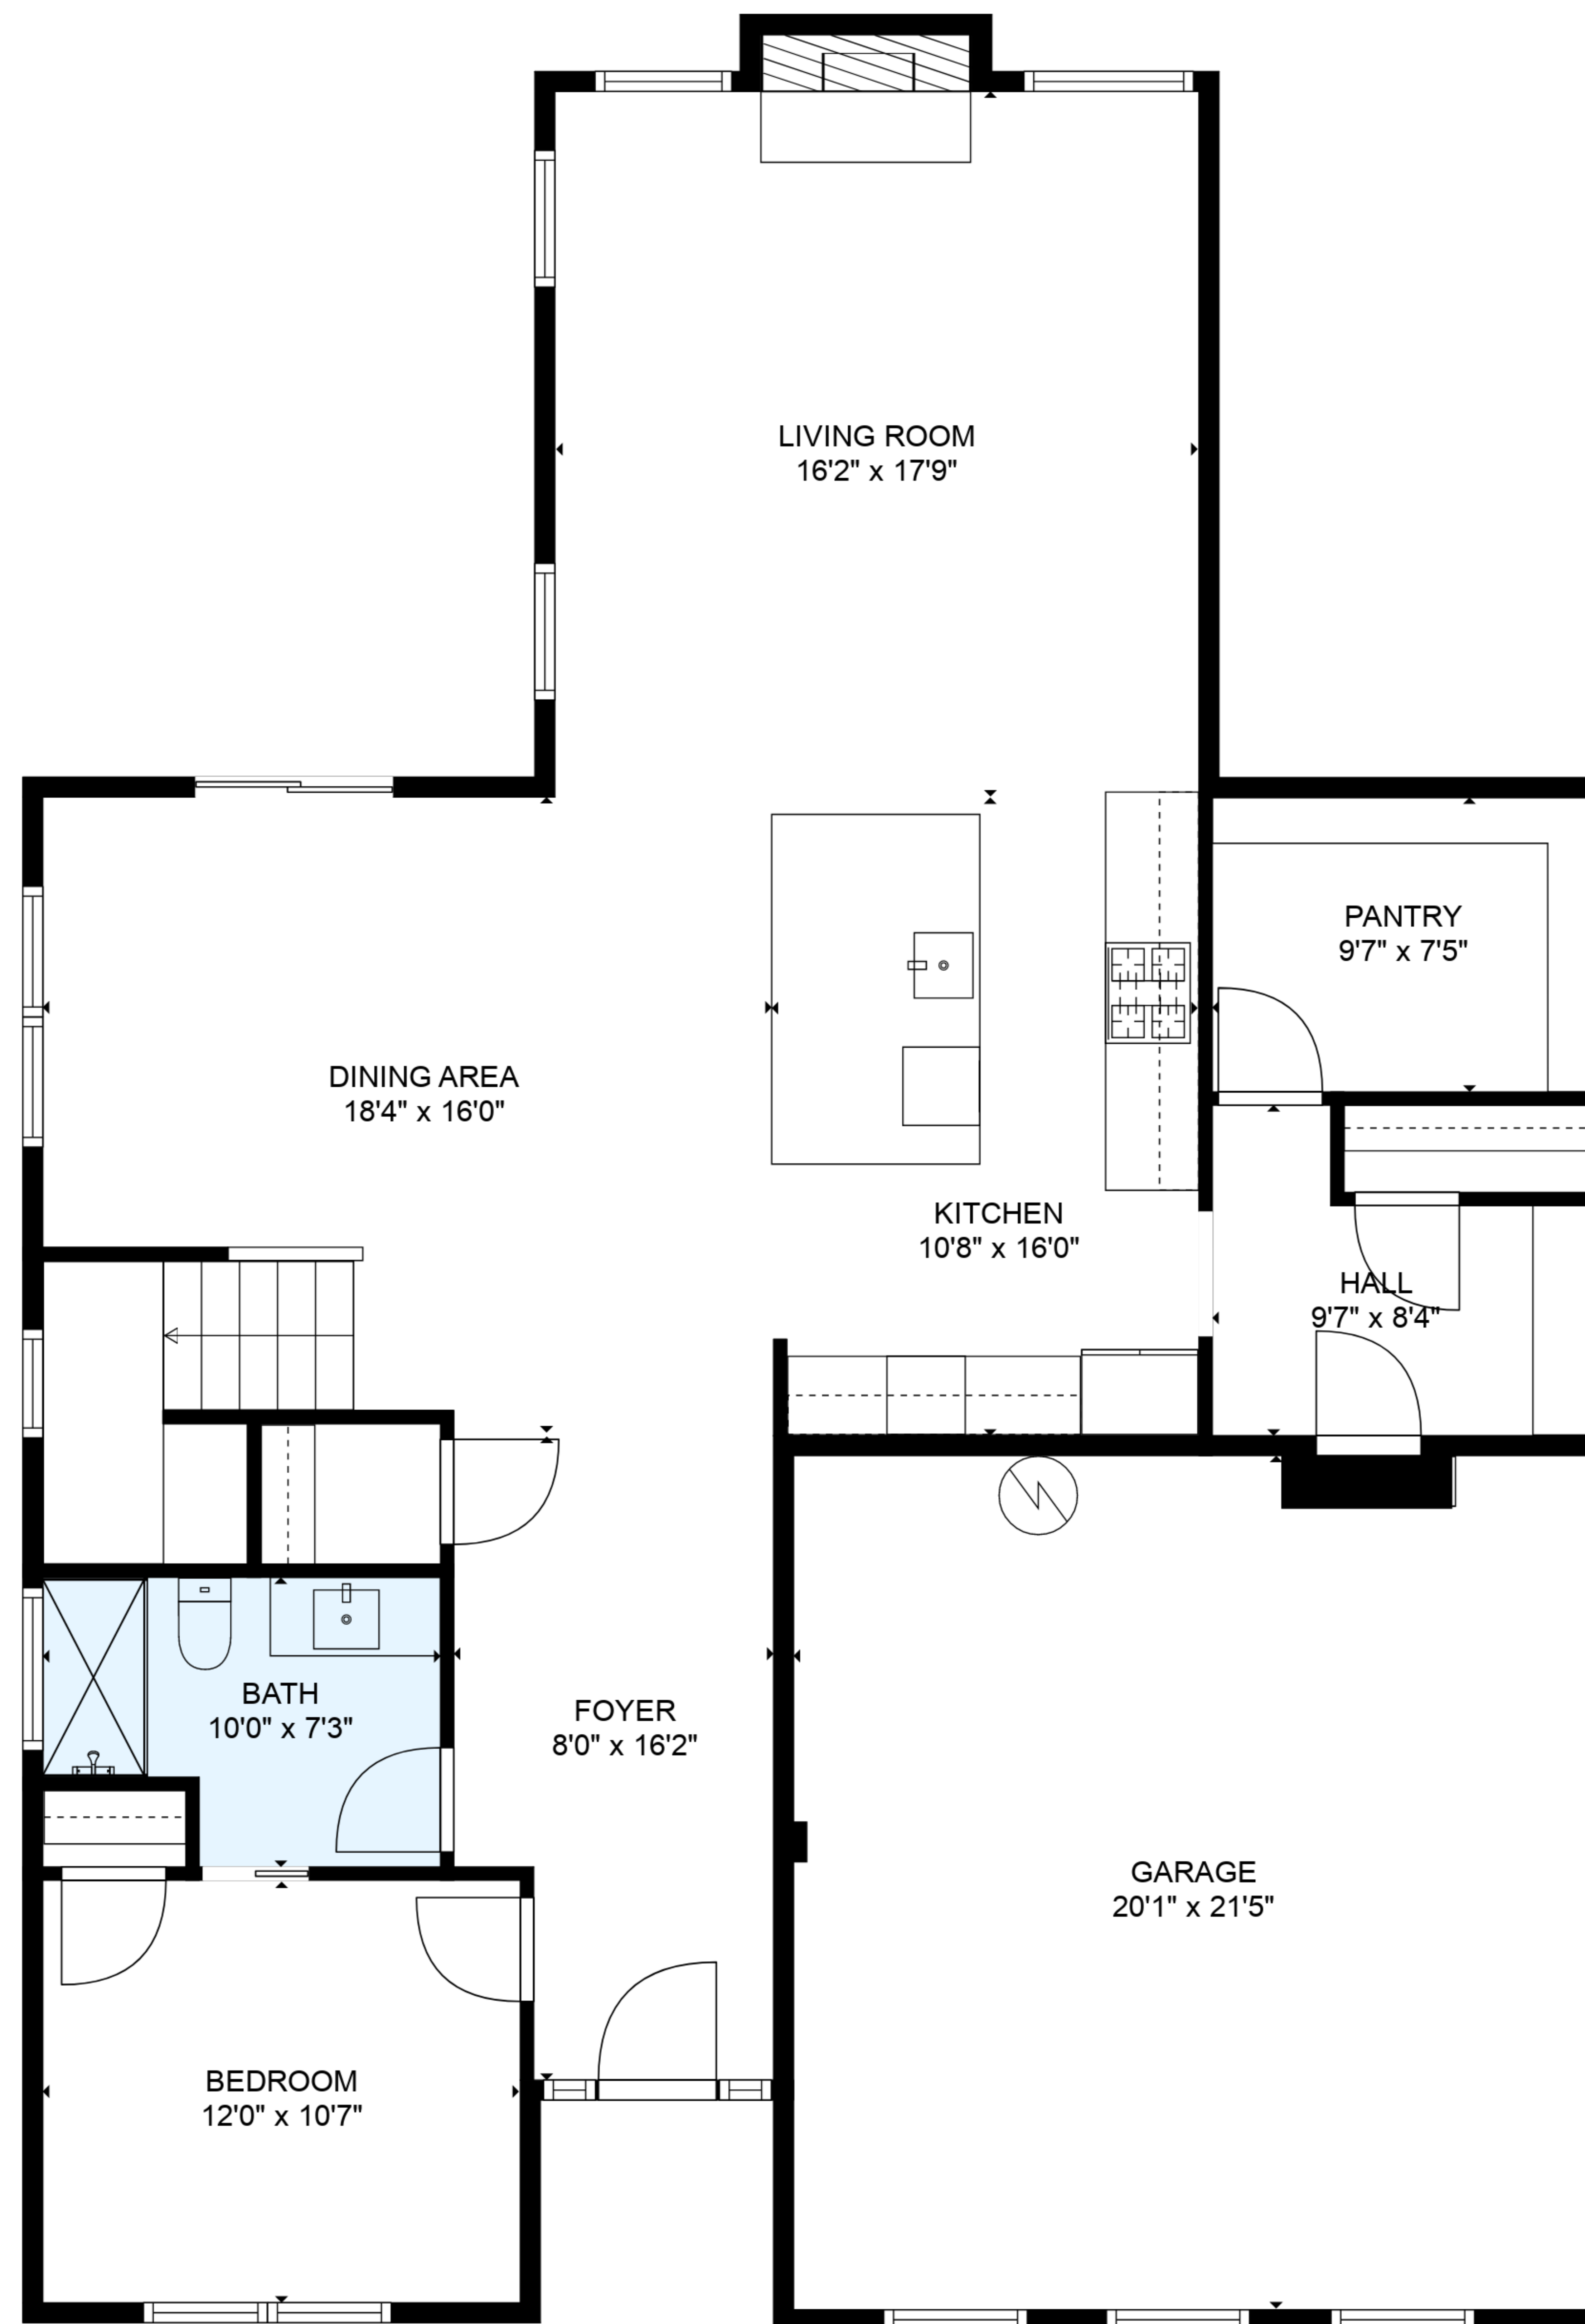 LIVING ROOM
16'2" x 17'9"
PANTRY
9'7" x 7'5"
DINING AREA
18'4" x 16'0"
KITCHEN
10'8" x 16'0"
HALL
9'7" x 8'4"
BATH
10'0" x 7'3"
FOYER
8'0" x 16'2"
GARAGE
20'1" x 21'5"
BEDROOM
12'0" x 10'7"